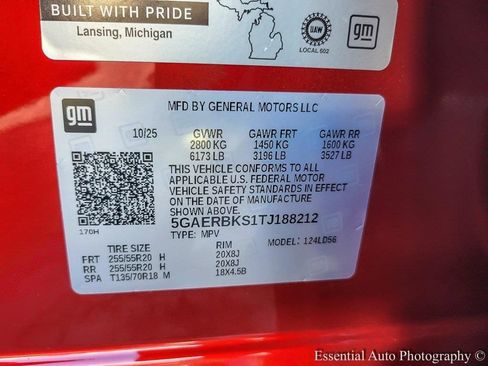 BUILT WITH PRIDE
Lansing, Michigan
UAW
LOCAL 602
gm
gm
MFD BY GENERAL MOTORS LLC
10/25 GVWR GAWR FRT GAWR RR
2800 KG 1450 KG 1600 KG
6173 LB 3196 LB 3527 LB
THIS VEHICLE CONFORMS TO ALL
APPLICABLE U.S. FEDERAL MOTOR
VEHICLE SAFETY STANDARDS IN EFFECT
ON THE DATE OF MANUFACTURE SHOWN ABOVE.
5GAERBKS1TJ188212
TYPE: MPV MODEL: 124LD56
170H
TIRE SIZE RIM
FRT 255/55R20 H 20X8J
RR 255/55R20 H 20X8J
SPA T135/70R18 M 18X4.5B
Essential Auto Photography ©